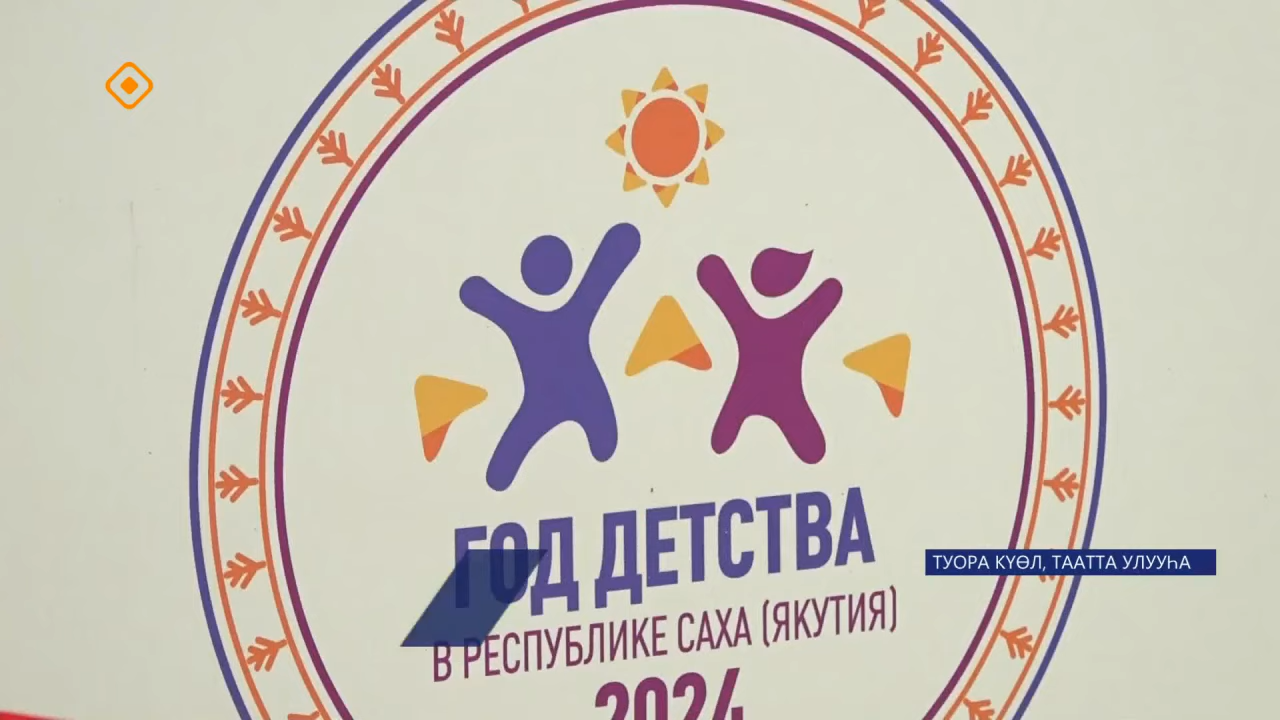 ГОД ДЕТСТВА
В РЕСПУБЛИКЕ САХА (ЯКУТИЯ)
2024
ТУОРА КҮӨЛ, ТААТТА УЛУУҺА